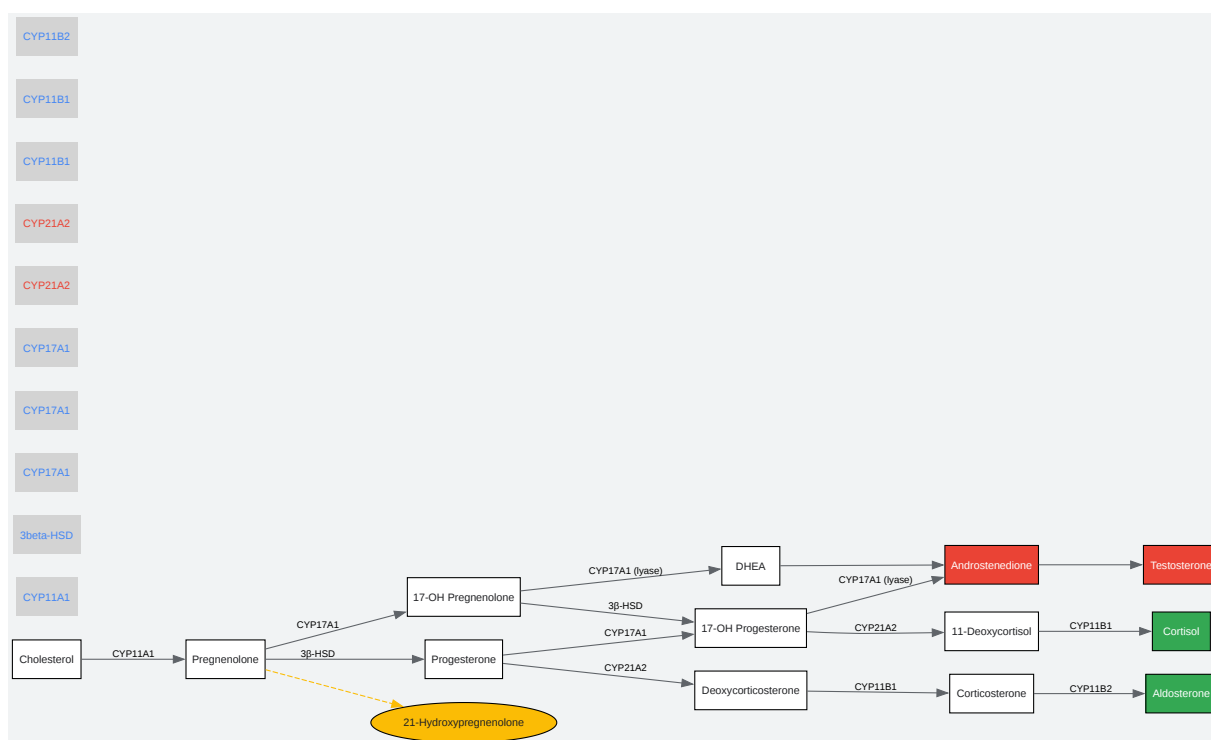 CYP11B2
CYP11B1
CYP11B1
CYP21A2
CYP21A2
CYP17A1
CYP17A1
CYP17A1
3beta-HSD
CYP11A1
Cholesterol
CYP11A1
Pregnenolone
CYP17A1
3β-HSD
17-OH Pregnenolone
Progesterone
21-Hydroxypregnenolone
CYP17A1 (lyase)
3β-HSD
CYP17A1
CYP21A2
DHEA
17-OH Progesterone
Deoxycorticosterone
CYP17A1 (lyase)
CYP21A2
CYP11B1
Androstenedione
11-Deoxycortisol
Corticosterone
CYP11B1
CYP11B2
Testosterone
Cortisol
Aldosterone